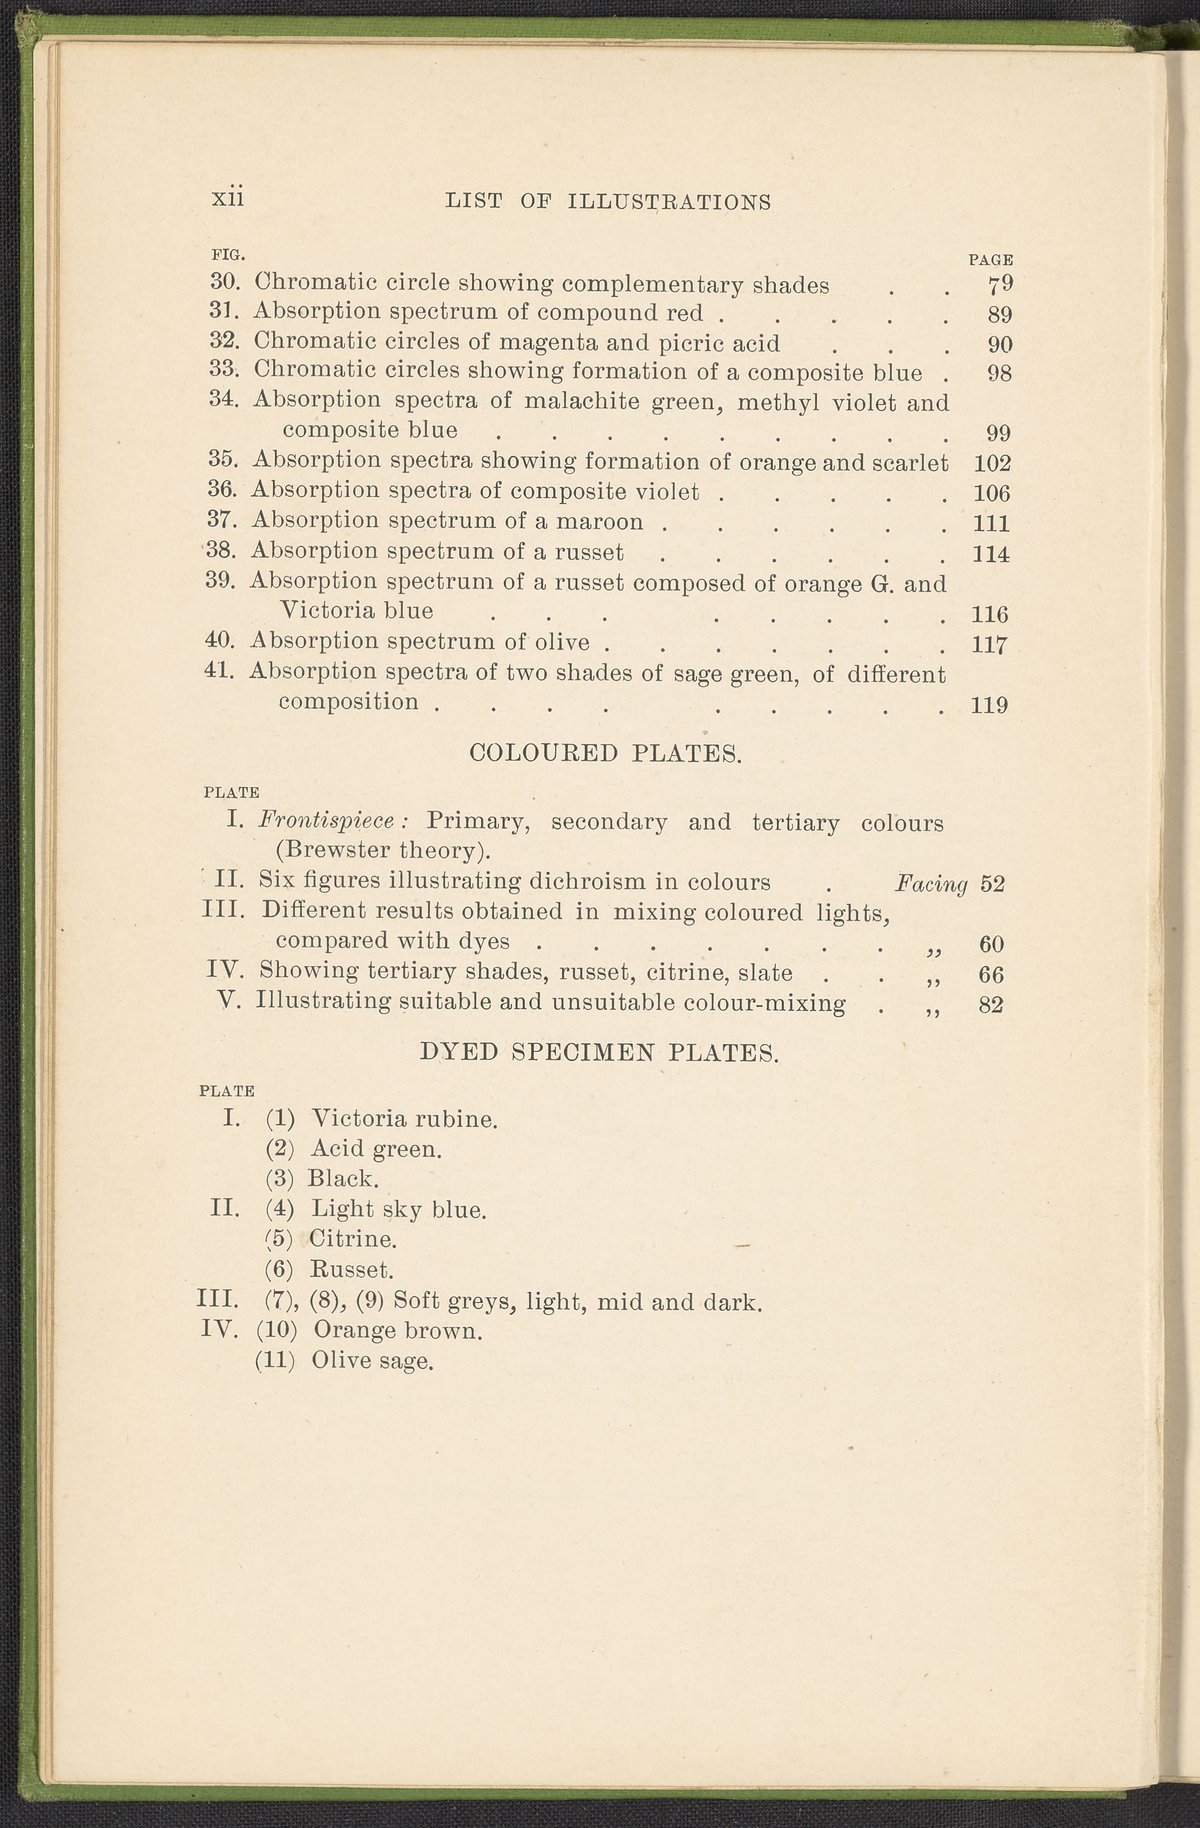 xii LIST OF ILLUSTRATIONS
FIG. PAGE
30. Chromatic circle showing complementary shades . . 79
31. Absorption spectrum of compound red . . . . . 89
32. Chromatic circles of magenta and picric acid . . . 90
33. Chromatic circles showing formation of a composite blue . 98
34. Absorption spectra of malachite green, methyl violet and
composite blue . . . . . . . . . 99
35. Absorption spectra showing formation of orange and scarlet 102
36. Absorption spectra of composite violet . . . . . 106
37. Absorption spectrum of a maroon . . . . . . 111
38. Absorption spectrum of a russet . . . . . . 114
39. Absorption spectrum of a russet composed of orange G. and
Victoria blue . . . . . . . . 116
40. Absorption spectrum of olive . . . . . . . 117
41. Absorption spectra of two shades of sage green, of different
composition . . . . . . . . . 119
COLOURED PLATES.
PLATE
I. Frontispiece: Primary, secondary and tertiary colours
(Brewster theory).
II. Six figures illustrating dichroism in colours . Facing 52
III. Different results obtained in mixing coloured lights,
compared with dyes . . . . . . . ,, 60
IV. Showing tertiary shades, russet, citrine, slate . . ,, 66
V. Illustrating suitable and unsuitable colour-mixing . ,, 82
DYED SPECIMEN PLATES.
PLATE
I. (1) Victoria rubine.
(2) Acid green.
(3) Black.
II. (4) Light sky blue.
(5) Citrine.
(6) Russet.
III. (7), (8), (9) Soft greys, light, mid and dark.
IV. (10) Orange brown.
(11) Olive sage.